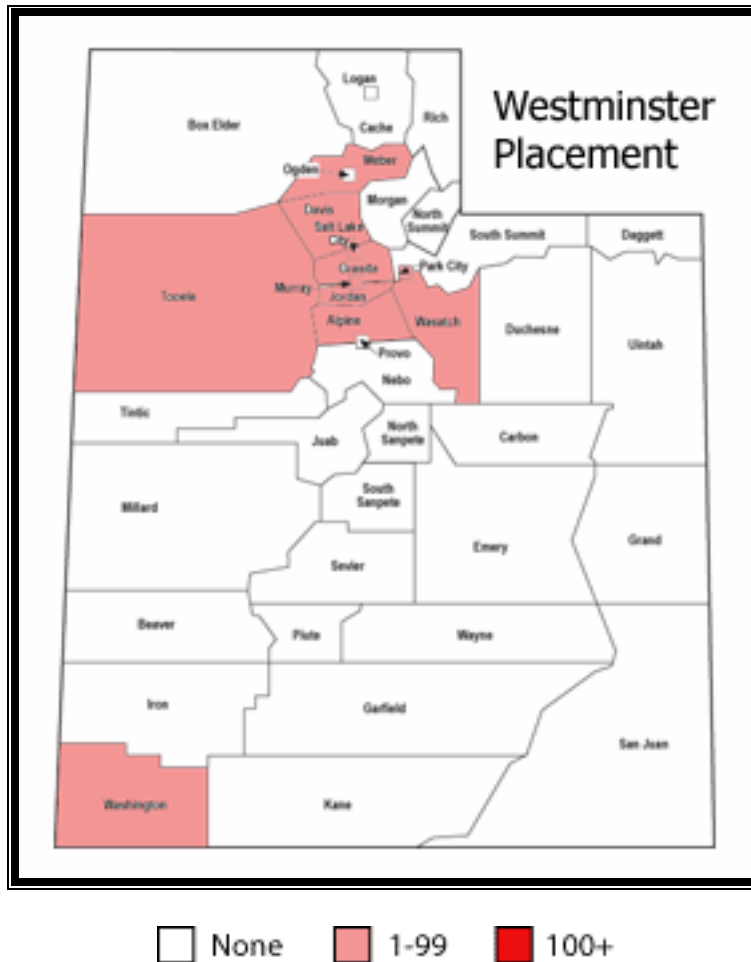 Westminster
Placement
Logan
Box Elder
Cache
Rich
Weber
Ogden
Morgan
Davis
North
Summit
Salt Lake
City
South Summit
Daggett
Granite
Park City
Murray
Tooele
Jordan
Alpine
Wasatch
Duchesne
Uintah
Provo
Nebo
Tintic
Juab
North
Sanpete
Carbon
South
Sanpete
Millard
Emery
Grand
Sevier
Beaver
Piute
Wayne
Iron
Garfield
San Juan
Washington
Kane
None
1-99
100+